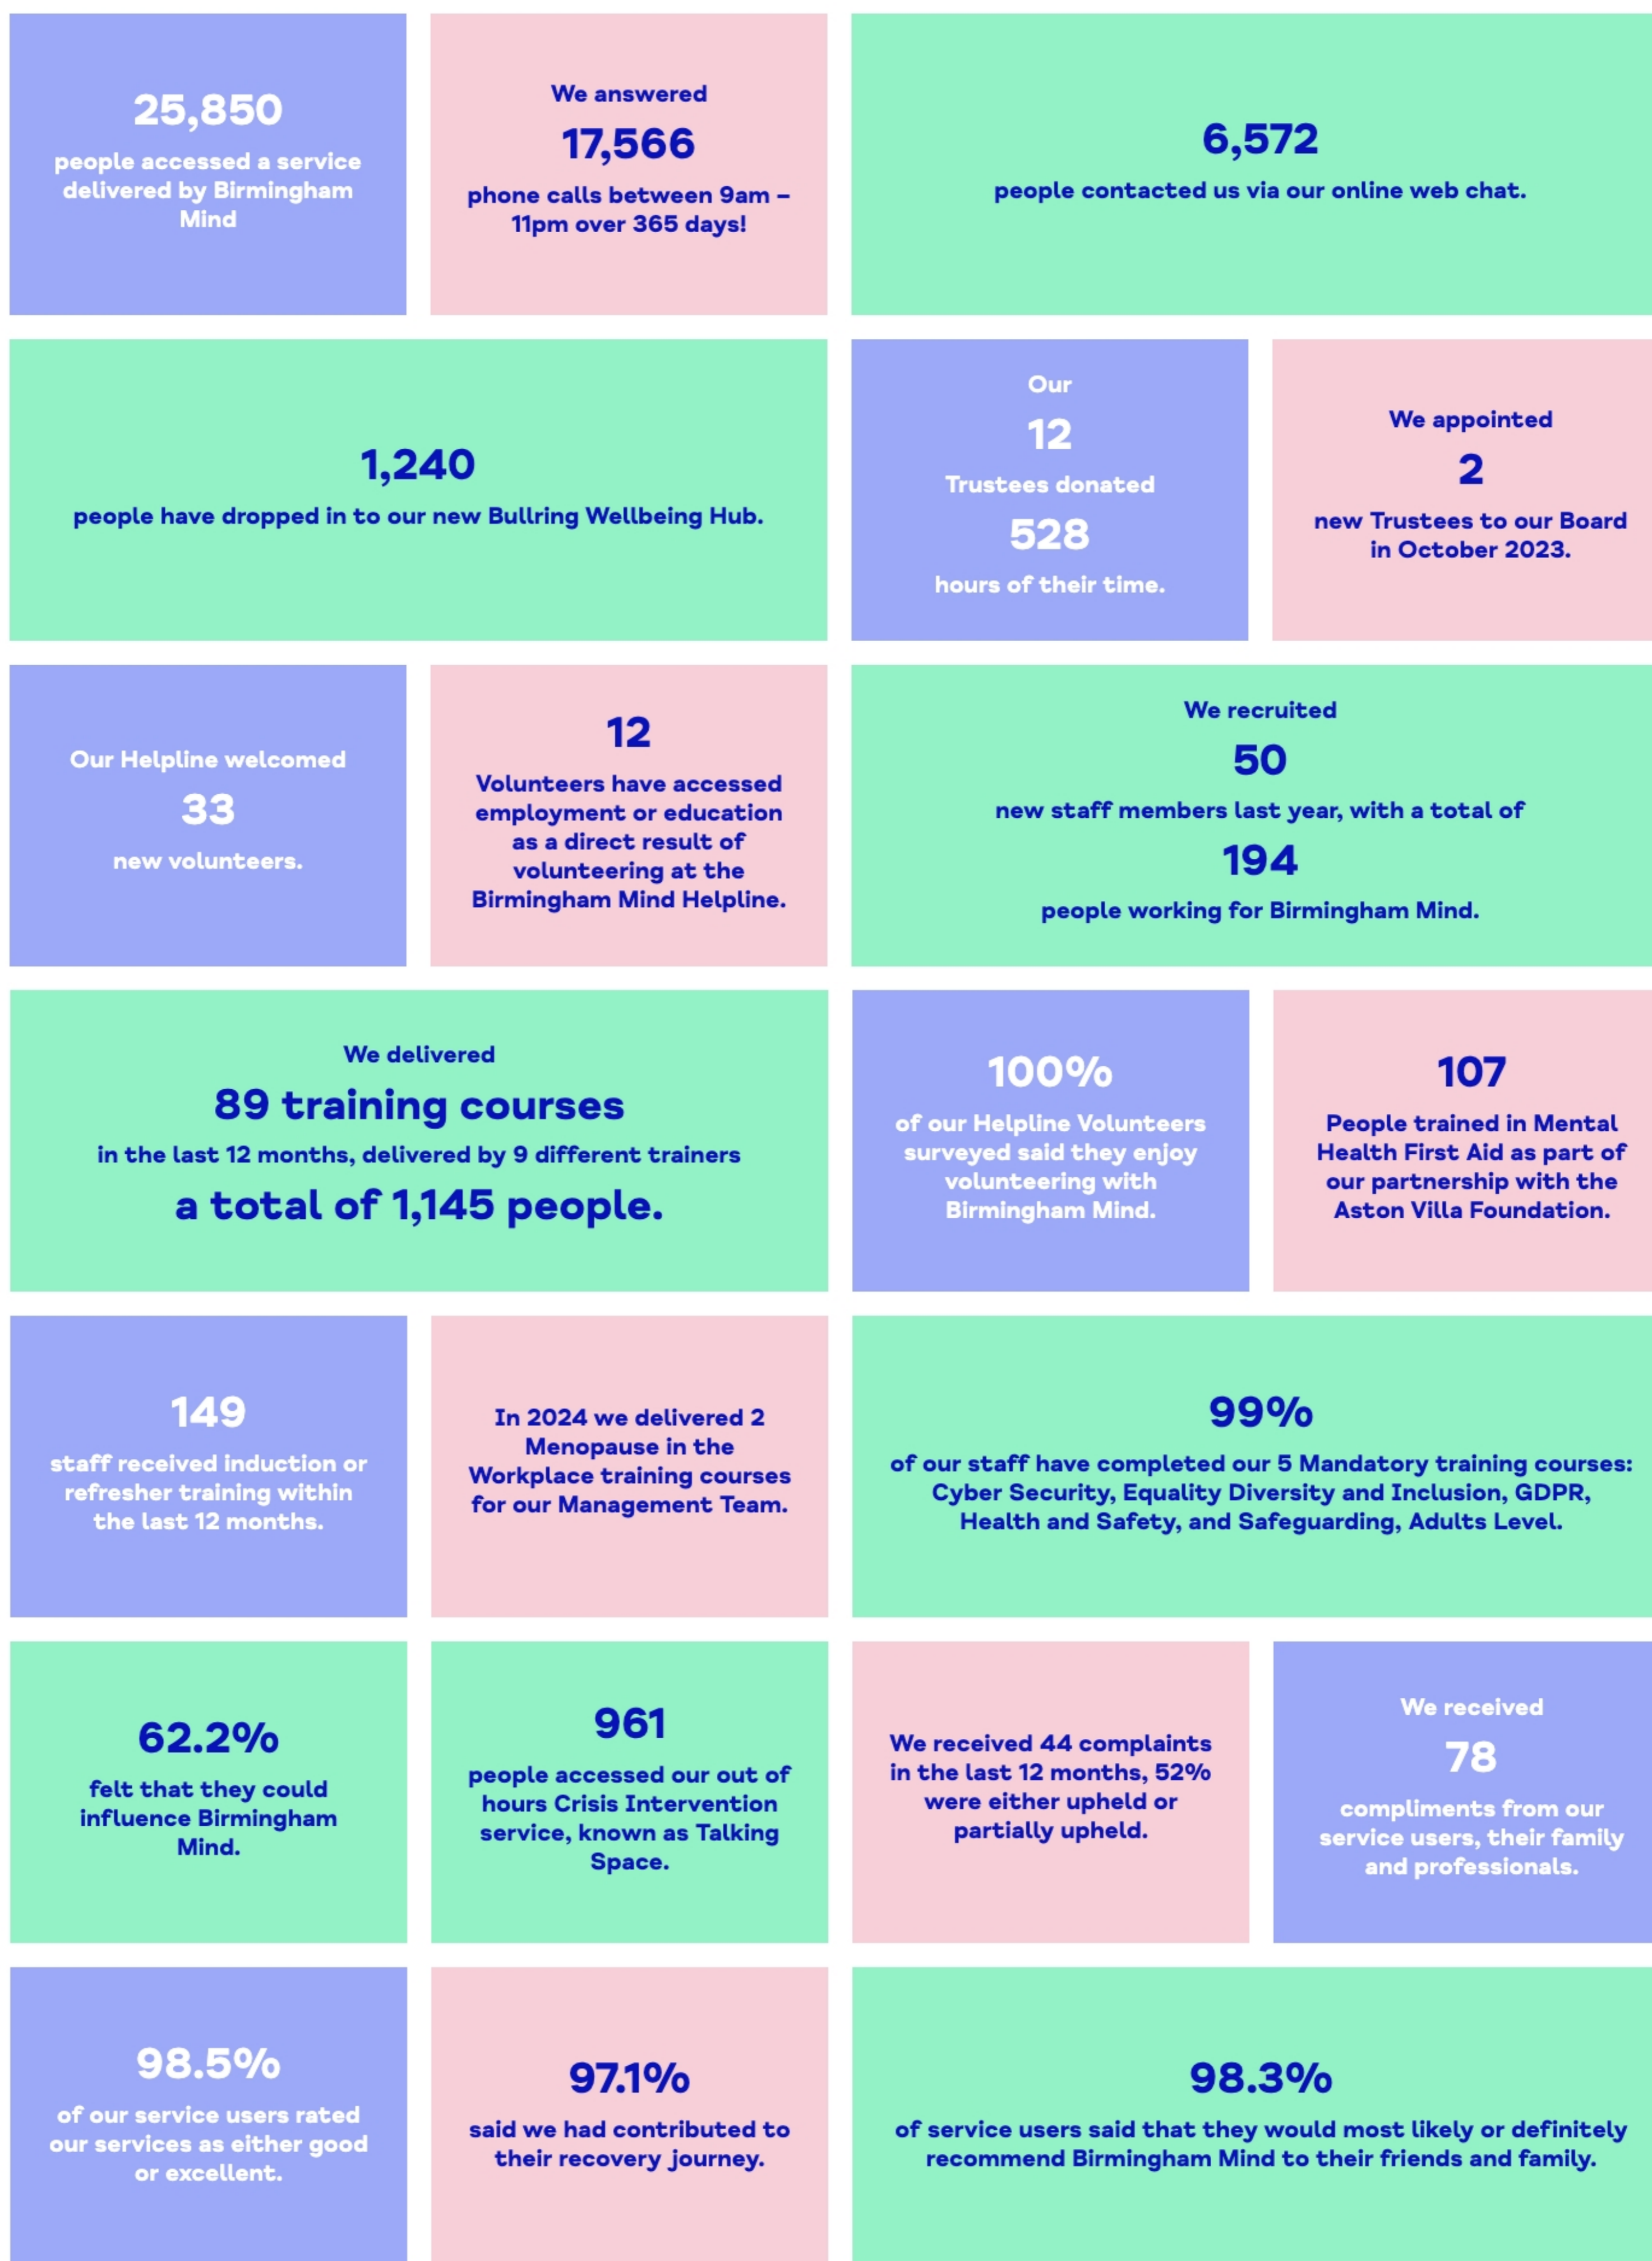 25,850
people accessed a service
delivered by Birmingham
Mind
We answered
17,566
phone calls between 9am –
11pm over 365 days!
6,572
people contacted us via our online web chat.
1,240
people have dropped in to our new Bullring Wellbeing Hub.
Our
12
Trustees donated
528
hours of their time.
We appointed
2
new Trustees to our Board
in October 2023.
Our Helpline welcomed
33
new volunteers.
12
Volunteers have accessed
employment or education
as a direct result of
volunteering at the
Birmingham Mind Helpline.
We recruited
50
new staff members last year, with a total of
194
people working for Birmingham Mind.
We delivered
89 training courses
in the last 12 months, delivered by 9 different trainers
a total of 1,145 people.
100%
of our Helpline Volunteers
surveyed said they enjoy
volunteering with
Birmingham Mind.
107
People trained in Mental
Health First Aid as part of
our partnership with the
Aston Villa Foundation.
149
staff received induction or
refresher training within
the last 12 months.
In 2024 we delivered 2
Menopause in the
Workplace training courses
for our Management Team.
99%
of our staff have completed our 5 Mandatory training courses:
Cyber Security, Equality Diversity and Inclusion, GDPR,
Health and Safety, and Safeguarding, Adults Level.
62.2%
felt that they could
influence Birmingham
Mind.
961
people accessed our out of
hours Crisis Intervention
service, known as Talking
Space.
We received 44 complaints
in the last 12 months, 52%
were either upheld or
partially upheld.
We received
78
compliments from our
service users, their family
and professionals.
98.5%
of our service users rated
our services as either good
or excellent.
97.1%
said we had contributed to
their recovery journey.
98.3%
of service users said that they would most likely or definitely
recommend Birmingham Mind to their friends and family.